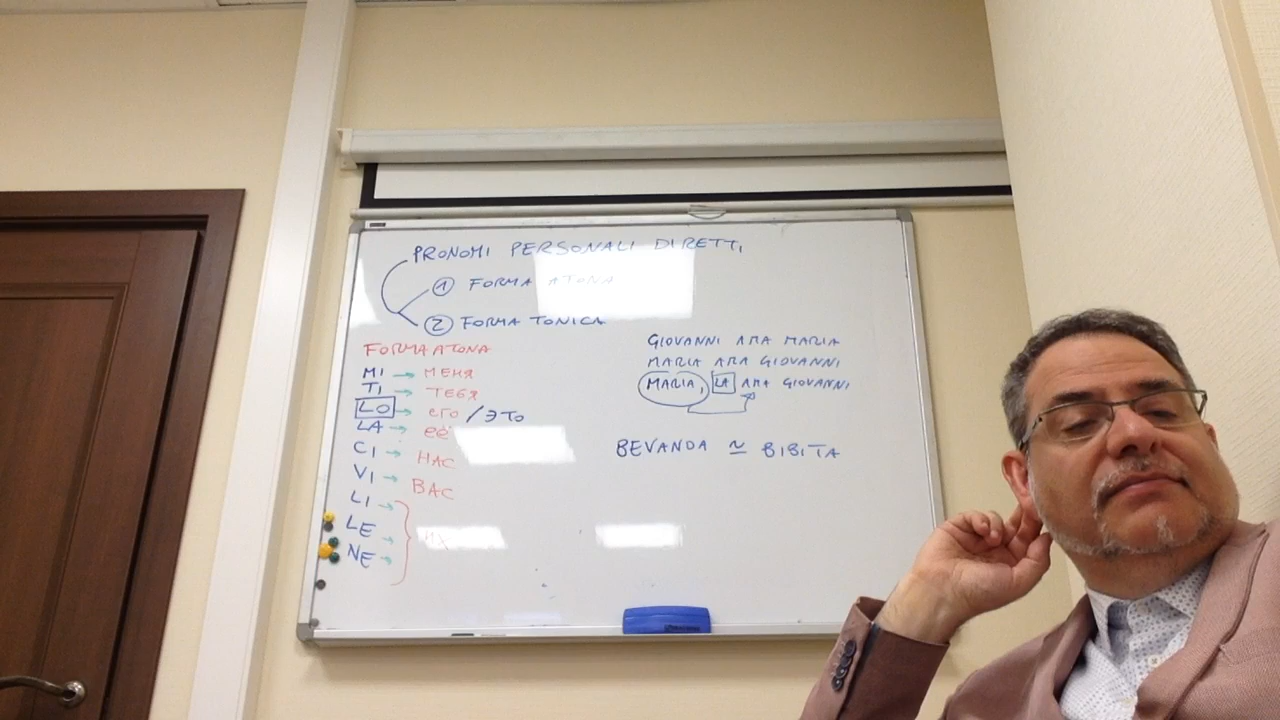 PRONOMI PERSONALI DIRETTI
1 FORMA ATONA
2 FORMA TONICA
FORMA ATONA
MI → МЕНЯ
TI → ТЕБЯ
LO → его / ЭТО
LA → её
CI → НАС
VI → ВАС
LI →
LE →
NE →
их
GIOVANNI AMA MARIA
MARIA AMA GIOVANNI
MARIA, LA AMA GIOVANNI
BEVANDA ≃ BIBITA